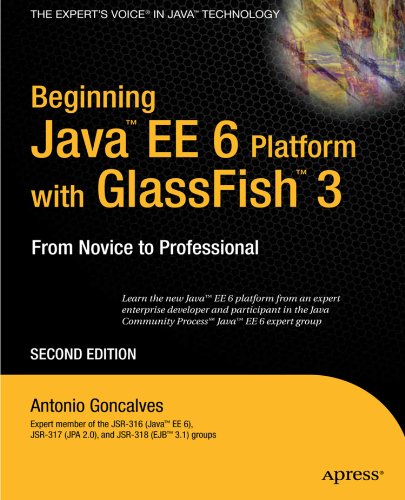 THE EXPERT'S VOICE® IN JAVA™ TECHNOLOGY
Beginning
Java™ EE 6 Platform
with GlassFish™ 3
From Novice to Professional
Learn the new Java™ EE 6 platform from an expert
enterprise developer and participant in the Java
Community Process℠ Java™ EE 6 expert group
SECOND EDITION
Antonio Goncalves
Expert member of the JSR-316 (Java™ EE 6),
JSR-317 (JPA 2.0), and JSR-318 (EJB™ 3.1) groups
Apress®